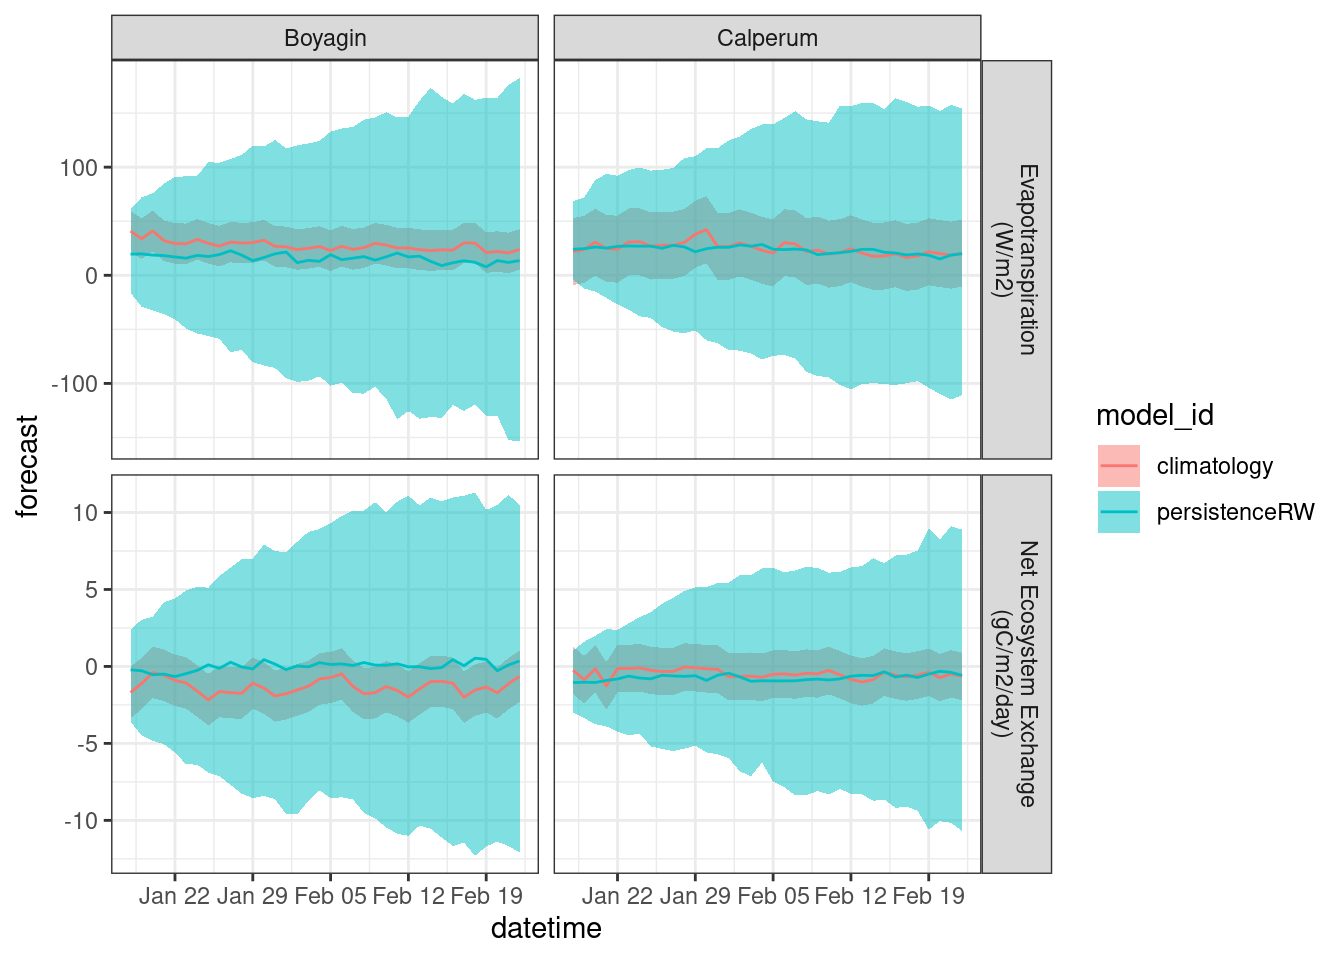 Boyagin
Calperum
100
0
-100
Evapotranspiration
(W/m2)
forecast
10
5
0
-5
-10
Net Ecosystem Exchange
(gC/m2/day)
Jan 22 Jan 29 Feb 05 Feb 12 Feb 19
Jan 22 Jan 29 Feb 05 Feb 12 Feb 19
datetime
model_id
climatology
persistenceRW